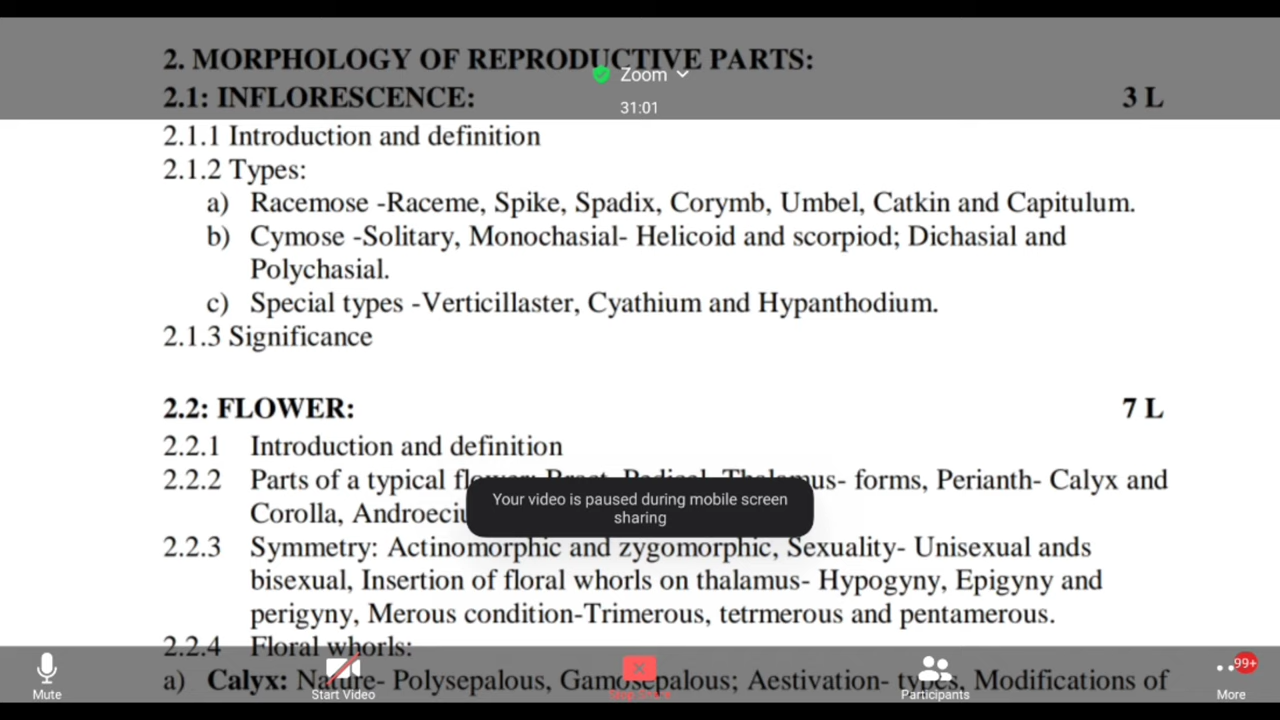 2. MORPHOLOGY OF REPRODUCTIVE PARTS:
Zoom
2.1: INFLORESCENCE: 3 L
31:01
2.1.1 Introduction and definition
2.1.2 Types:
a) Racemose -Raceme, Spike, Spadix, Corymb, Umbel, Catkin and Capitulum.
b) Cymose -Solitary, Monochasial- Helicoid and scorpiod; Dichasial and
Polychasial.
c) Special types -Verticillaster, Cyathium and Hypanthodium.
2.1.3 Significance
2.2: FLOWER: 7 L
2.2.1 Introduction and definition
2.2.2 Parts of a typical forms, Perianth- Calyx and
Your video is paused during mobile screen
sharing
Corolla,
2.2.3 Symmetry: Actinomorphic and zygomorphic, Sexuality- Unisexual ands
bisexual, Insertion of floral whorls on thalamus- Hypogyny, Epigyny and
perigyny, Merous condition-Trimerous, tetrmerous and pentamerous.
2.2.4 Floral whorls:
a) Calyx: Nature- Polysepalous, Gamosepalous; Aestivation- types, Modifications of
Mute Start Video Stop Share Participants More
99+